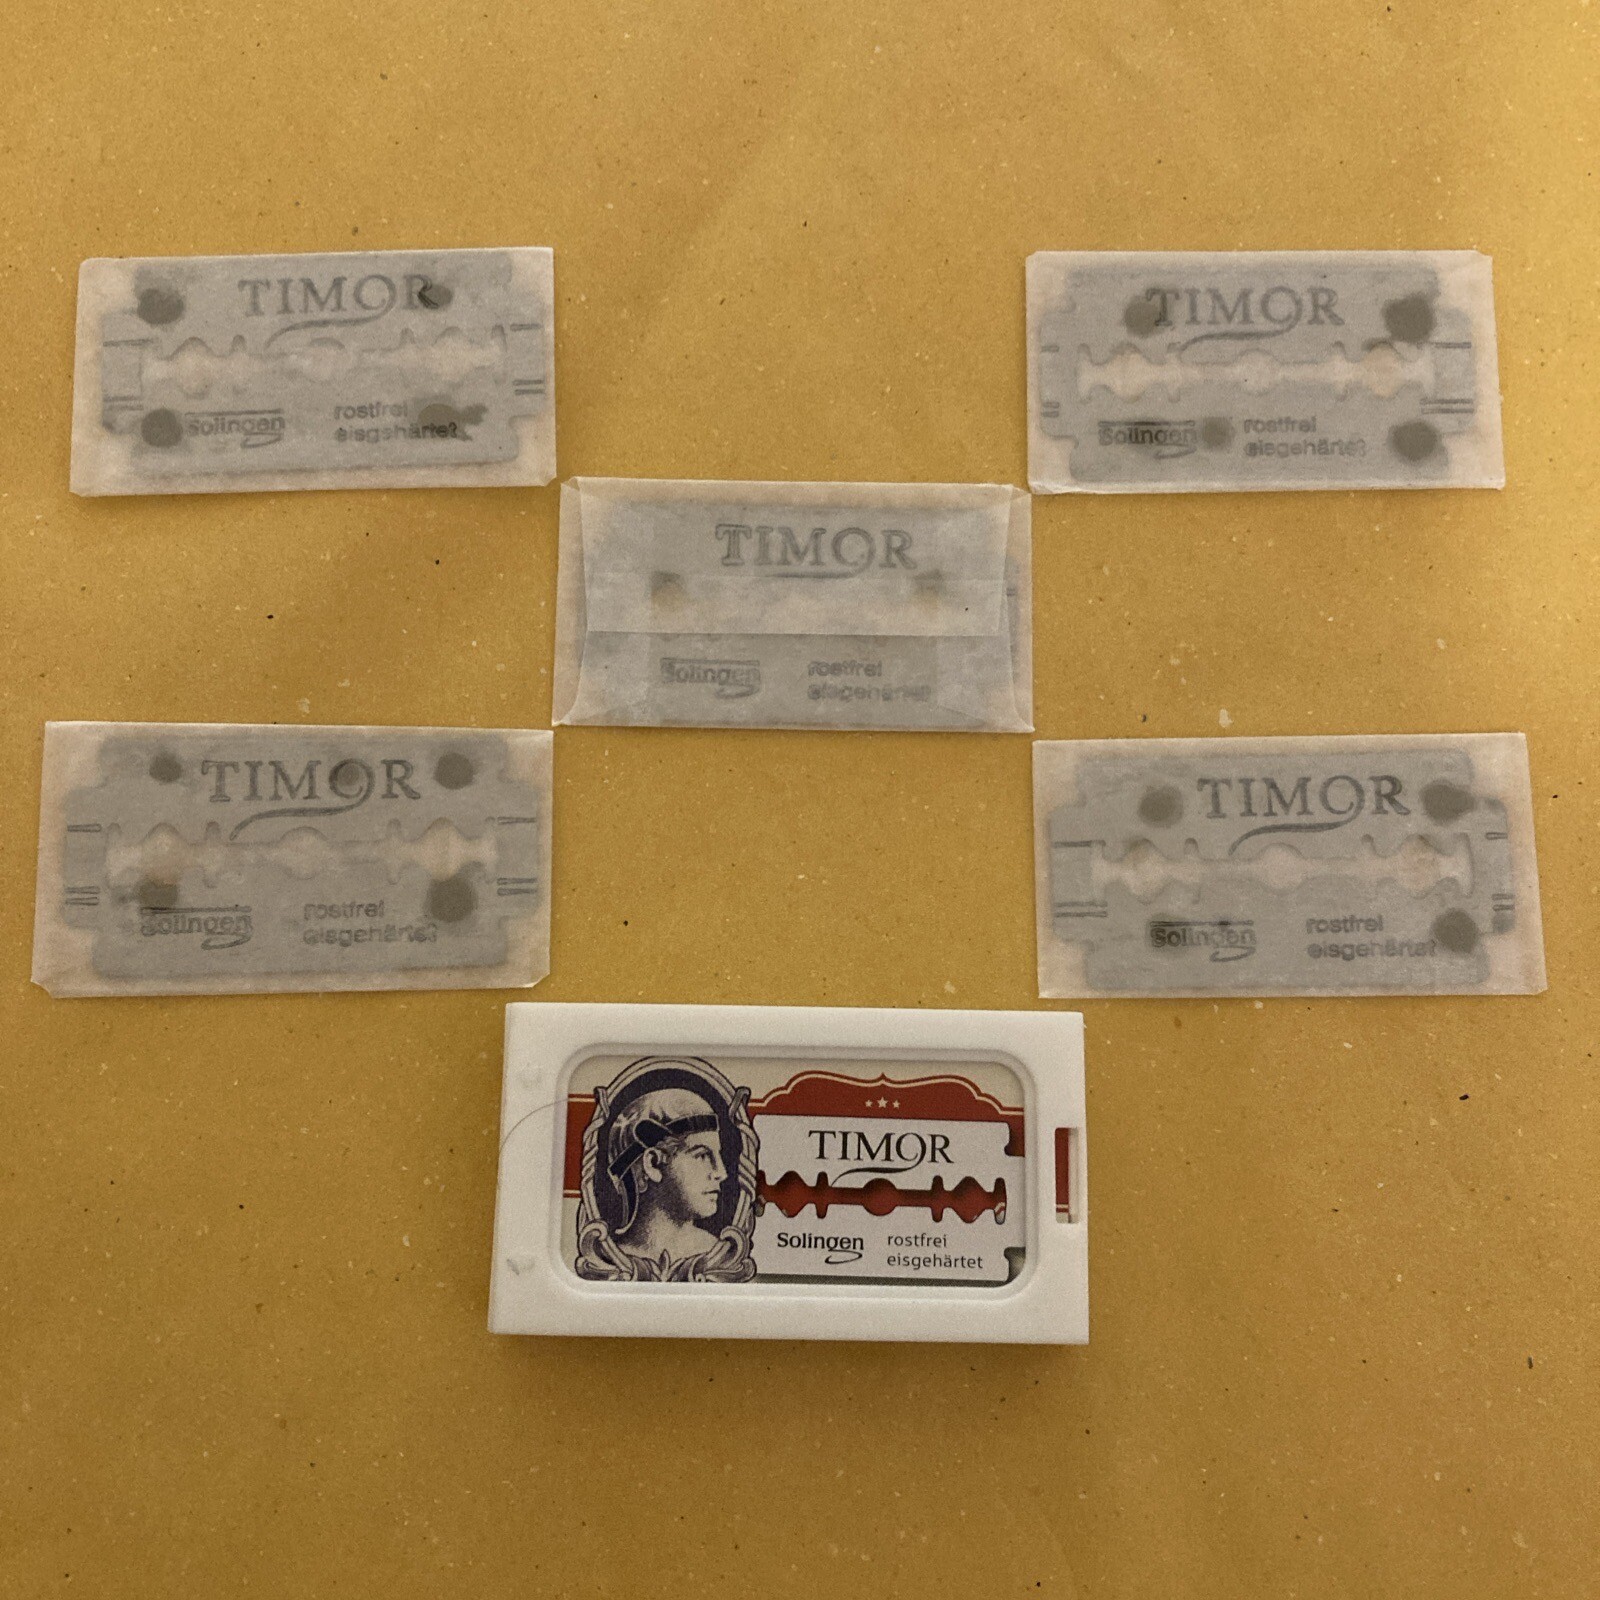 TIMOR
Solingen
rostfrei
eisgehärtet
TIMOR
Solingen
rostfrei
eisgehärtet
TIMOR
Solingen
rostfrei
eisgehärtet
TIMOR
Solingen
rostfrei
eisgehärtet
TIMOR
Solingen
rostfrei
eisgehärtet
TIMOR
Solingen
rostfrei
eisgehärtet